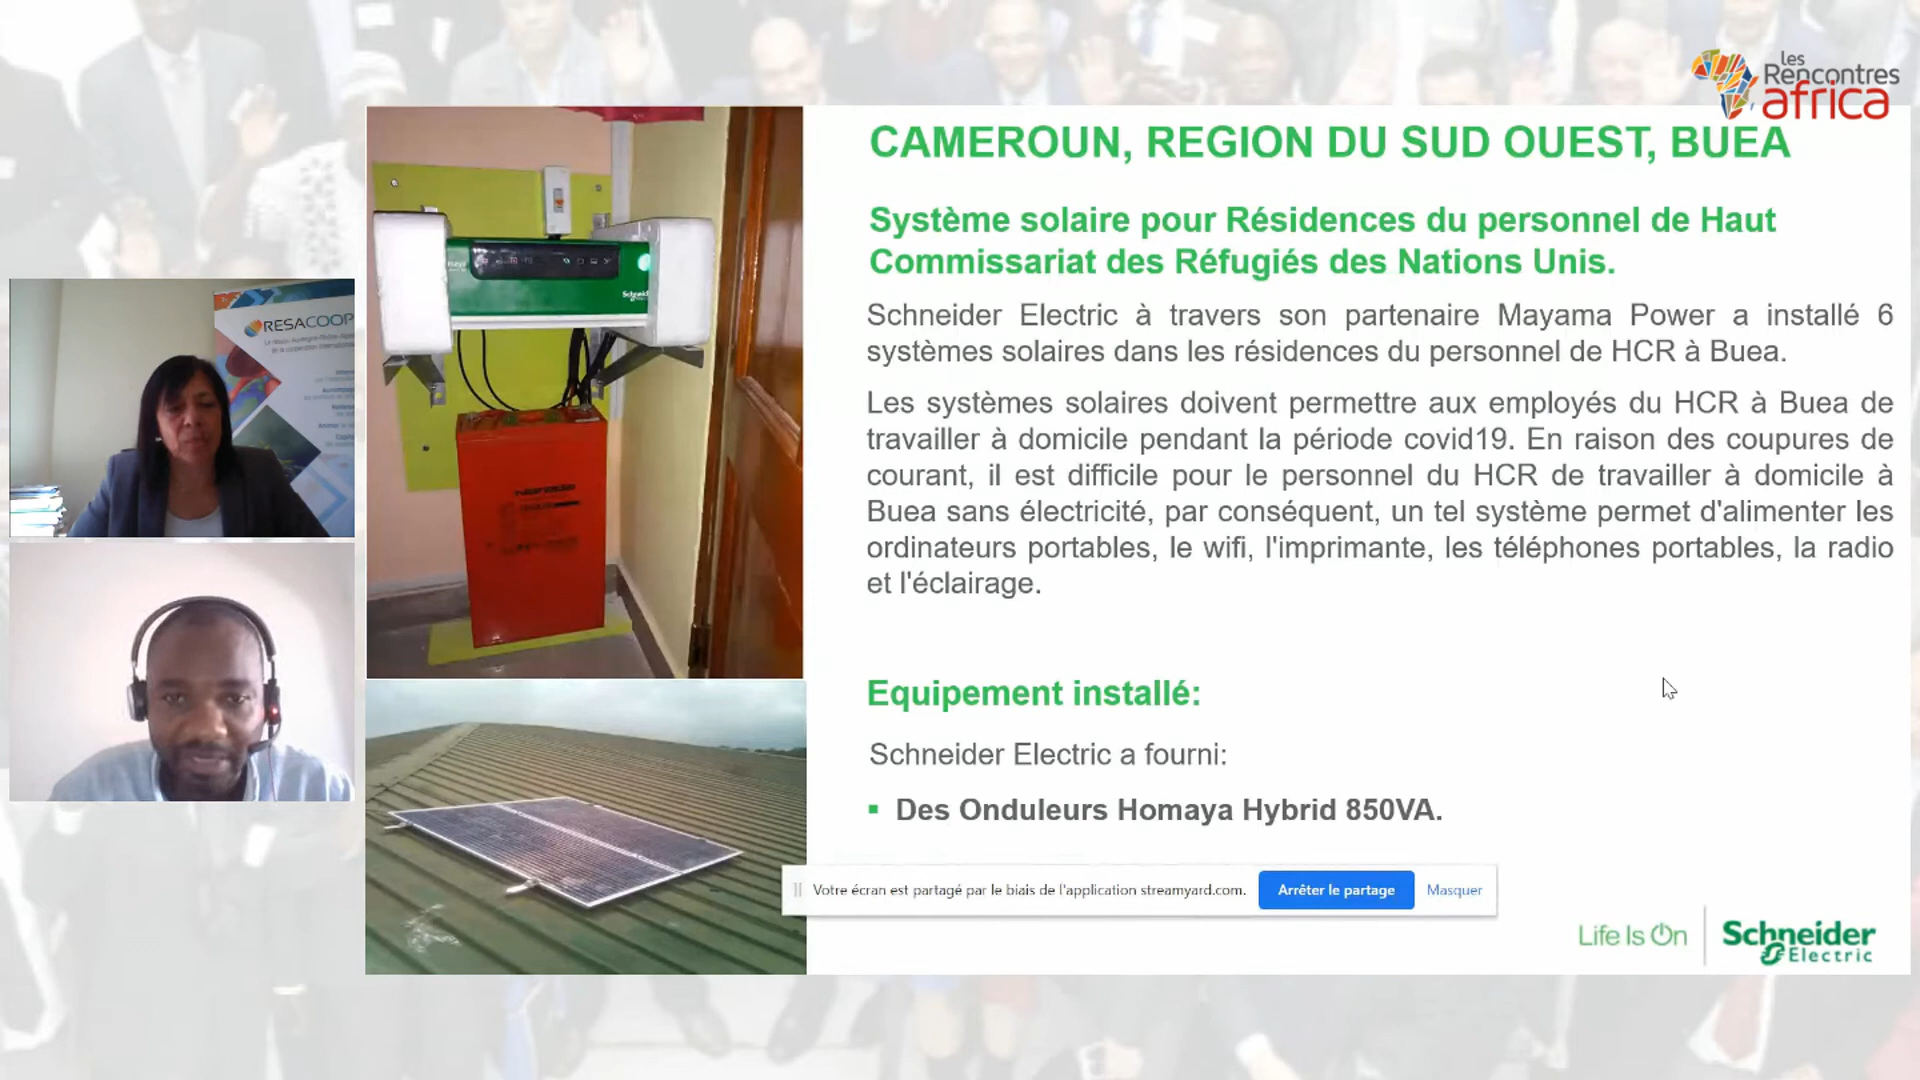 les
Rencontres
africa
CAMEROUN, REGION DU SUD OUEST, BUEA
Système solaire pour Résidences du personnel de Haut
Commissariat des Réfugiés des Nations Unis.
Schneider Electric à travers son partenaire Mayama Power a installé 6
systèmes solaires dans les résidences du personnel de HCR à Buea.
Les systèmes solaires doivent permettre aux employés du HCR à Buea de
travailler à domicile pendant la période covid19. En raison des coupures de
courant, il est difficile pour le personnel du HCR de travailler à domicile à
Buea sans électricité, par conséquent, un tel système permet d'alimenter les
ordinateurs portables, le wifi, l'imprimante, les téléphones portables, la radio
et l'éclairage.
Equipement installé:
Schneider Electric a fourni:
▪ Des Onduleurs Homaya Hybrid 850VA.
Votre écran est partagé par le biais de l'application streamyard.com. Arrêter le partage Masquer
Life Is On
Schneider
Electric
RESACOOP